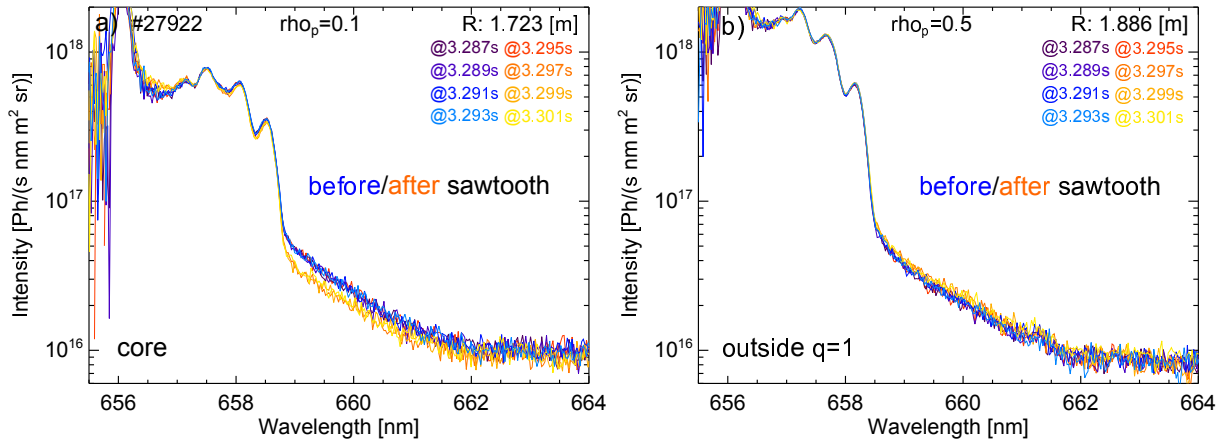 a) #27922 rho_p=0.1 R: 1.723 [m]
@3.287s @3.295s
@3.289s @3.297s
@3.291s @3.299s
@3.293s @3.301s
before/after sawtooth
core
10^18
10^17
10^16
Intensity [Ph/(s nm m^2 sr)]
656 658 660 662 664
Wavelength [nm]
b) rho_p=0.5 R: 1.886 [m]
@3.287s @3.295s
@3.289s @3.297s
@3.291s @3.299s
@3.293s @3.301s
before/after sawtooth
outside q=1
10^18
10^17
10^16
Intensity [Ph/(s nm m^2 sr)]
656 658 660 662 664
Wavelength [nm]